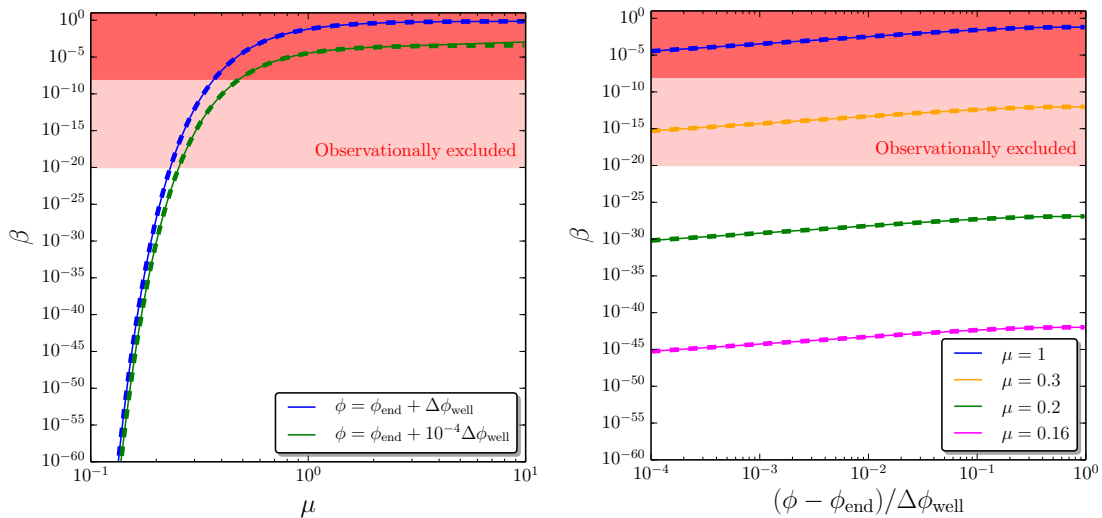 10^0
10^{-5}
10^{-10}
10^{-15}
10^{-20}
10^{-25}
10^{-30}
10^{-35}
10^{-40}
10^{-45}
10^{-50}
10^{-55}
10^{-60}
β
Observationally excluded
ϕ = ϕ_end + Δϕ_well
ϕ = ϕ_end + 10^{-4}Δϕ_well
10^{-1} 10^0 10^1
μ
10^0
10^{-5}
10^{-10}
10^{-15}
10^{-20}
10^{-25}
10^{-30}
10^{-35}
10^{-40}
10^{-45}
10^{-50}
10^{-55}
10^{-60}
β
Observationally excluded
μ = 1
μ = 0.3
μ = 0.2
μ = 0.16
10^{-4} 10^{-3} 10^{-2} 10^{-1} 10^0
(ϕ − ϕ_end)/Δϕ_well